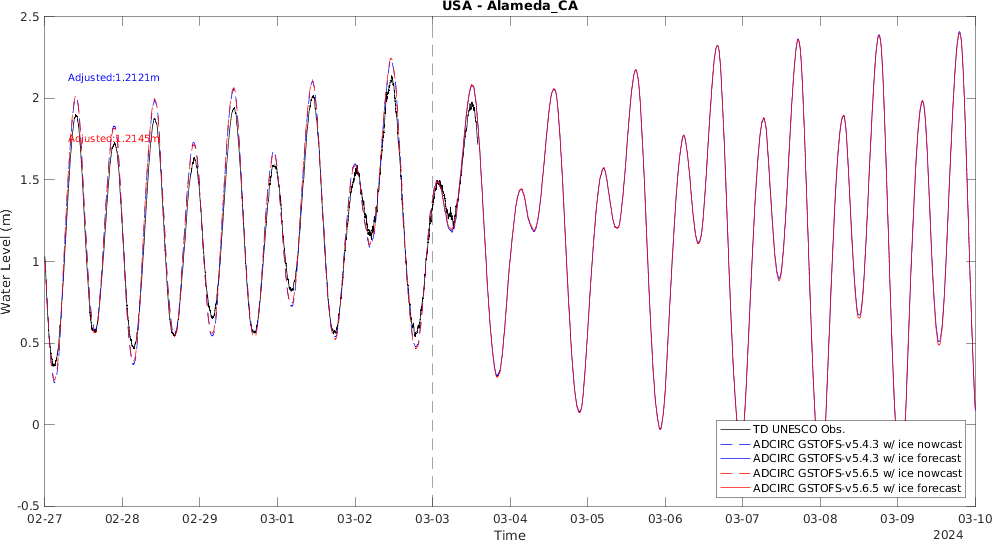 USA - Alameda_CA
2.5
2
1.5
1
0.5
0
-0.5
Water Level (m)
Adjusted:1.2121m
Adjusted:1.2145m
TD UNESCO Obs.
ADCIRC GSTOFS-v5.4.3 w/ ice nowcast
ADCIRC GSTOFS-v5.4.3 w/ ice forecast
ADCIRC GSTOFS-v5.6.5 w/ ice nowcast
ADCIRC GSTOFS-v5.6.5 w/ ice forecast
02-27 02-28 02-29 03-01 03-02 03-03 03-04 03-05 03-06 03-07 03-08 03-09 03-10
Time
2024